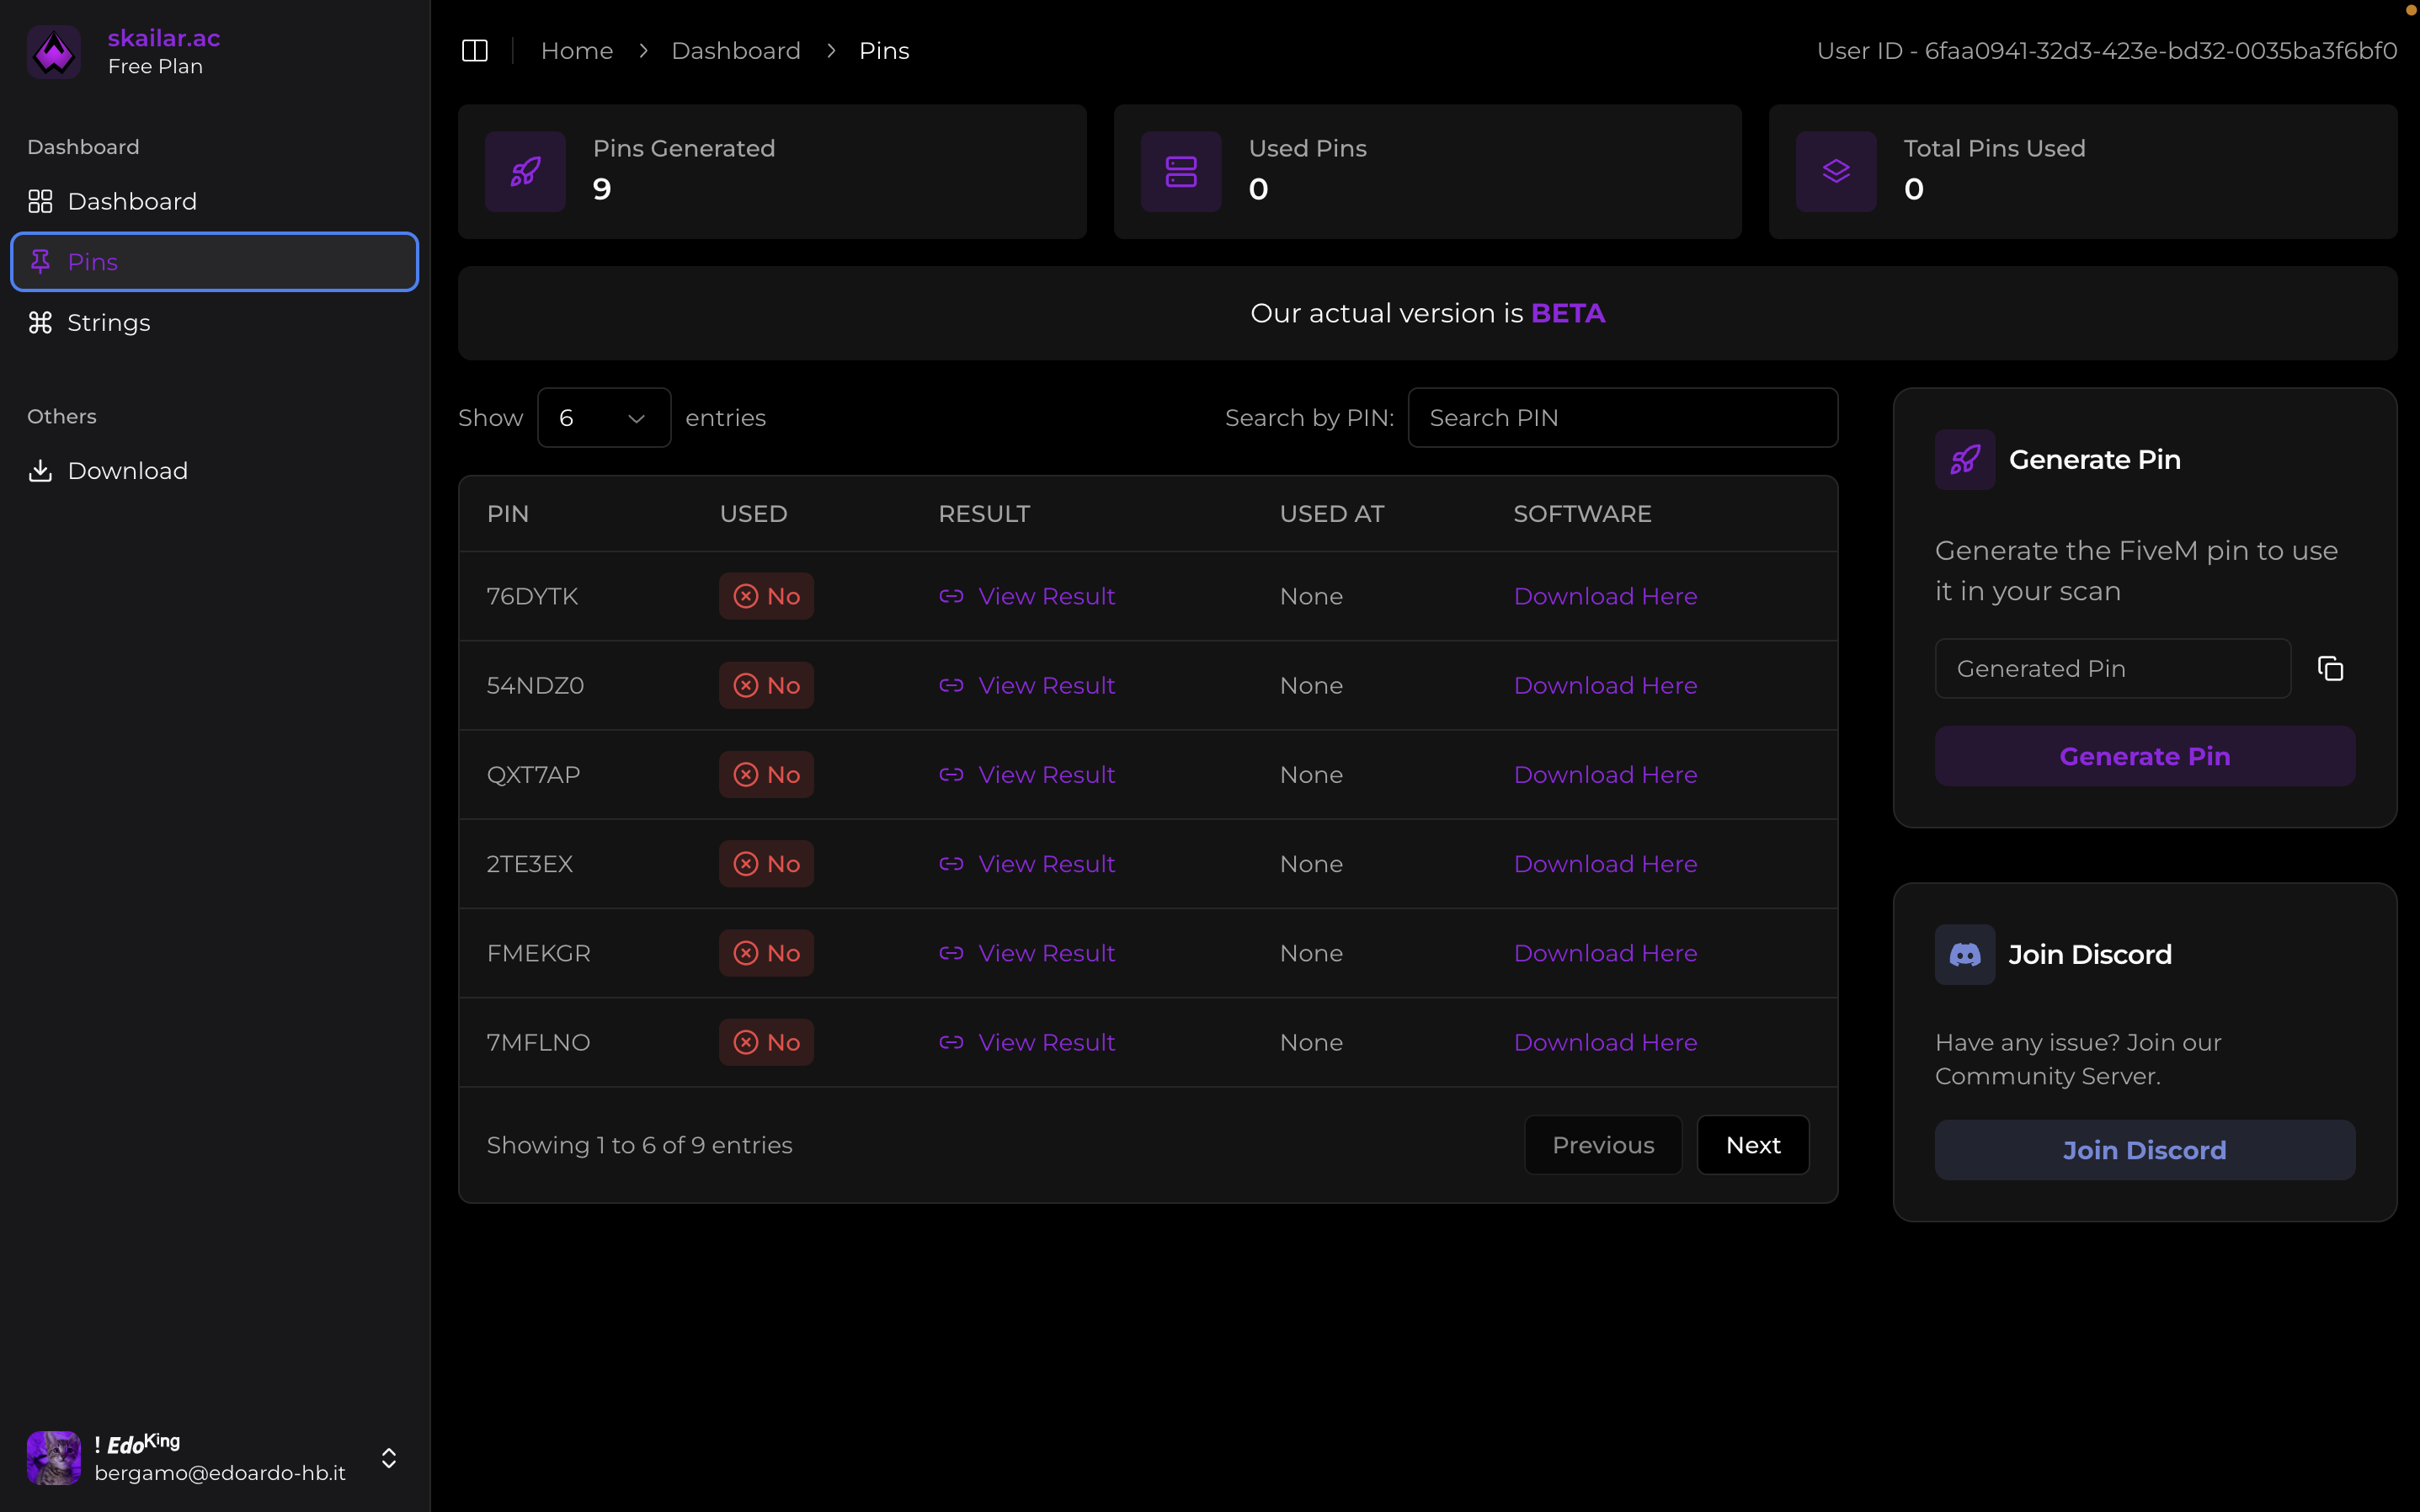 skailar.ac
Free Plan
Dashboard
Dashboard
Pins
Strings
Others
Download
! EdoKing
bergamo@edoardo-hb.it
Home > Dashboard > Pins
User ID - 6faa0941-32d3-423e-bd32-0035ba3f6bf0
Pins Generated
9
Used Pins
0
Total Pins Used
0
Our actual version is BETA
Show 6 entries
Search by PIN: Search PIN
PIN USED RESULT USED AT SOFTWARE
76DYTK No View Result None Download Here
54NDZ0 No View Result None Download Here
QXT7AP No View Result None Download Here
2TE3EX No View Result None Download Here
FMEKGR No View Result None Download Here
7MFLNO No View Result None Download Here
Showing 1 to 6 of 9 entries
Previous Next
Generate Pin
Generate the FiveM pin to use
it in your scan
Generated Pin
Generate Pin
Join Discord
Have any issue? Join our
Community Server.
Join Discord